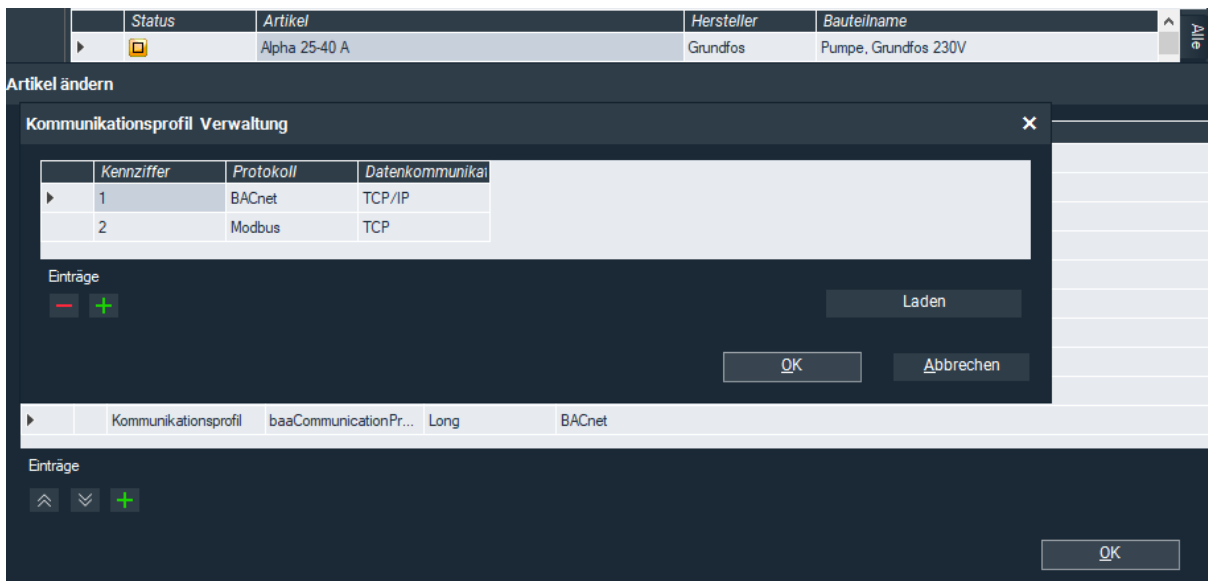 Status Artikel Hersteller Bauteilname
Alpha 25-40 A Grundfos Pumpe, Grundfos 230V
Alle
Artikel ändern
Kommunikationsprofil Verwaltung
Kennziffer Protokoll Datenkommunikat
1 BACnet TCP/IP
2 Modbus TCP
Einträge
Laden
OK Abbrechen
Kommunikationsprofil baaCommunicationPr... Long BACnet
Einträge
OK